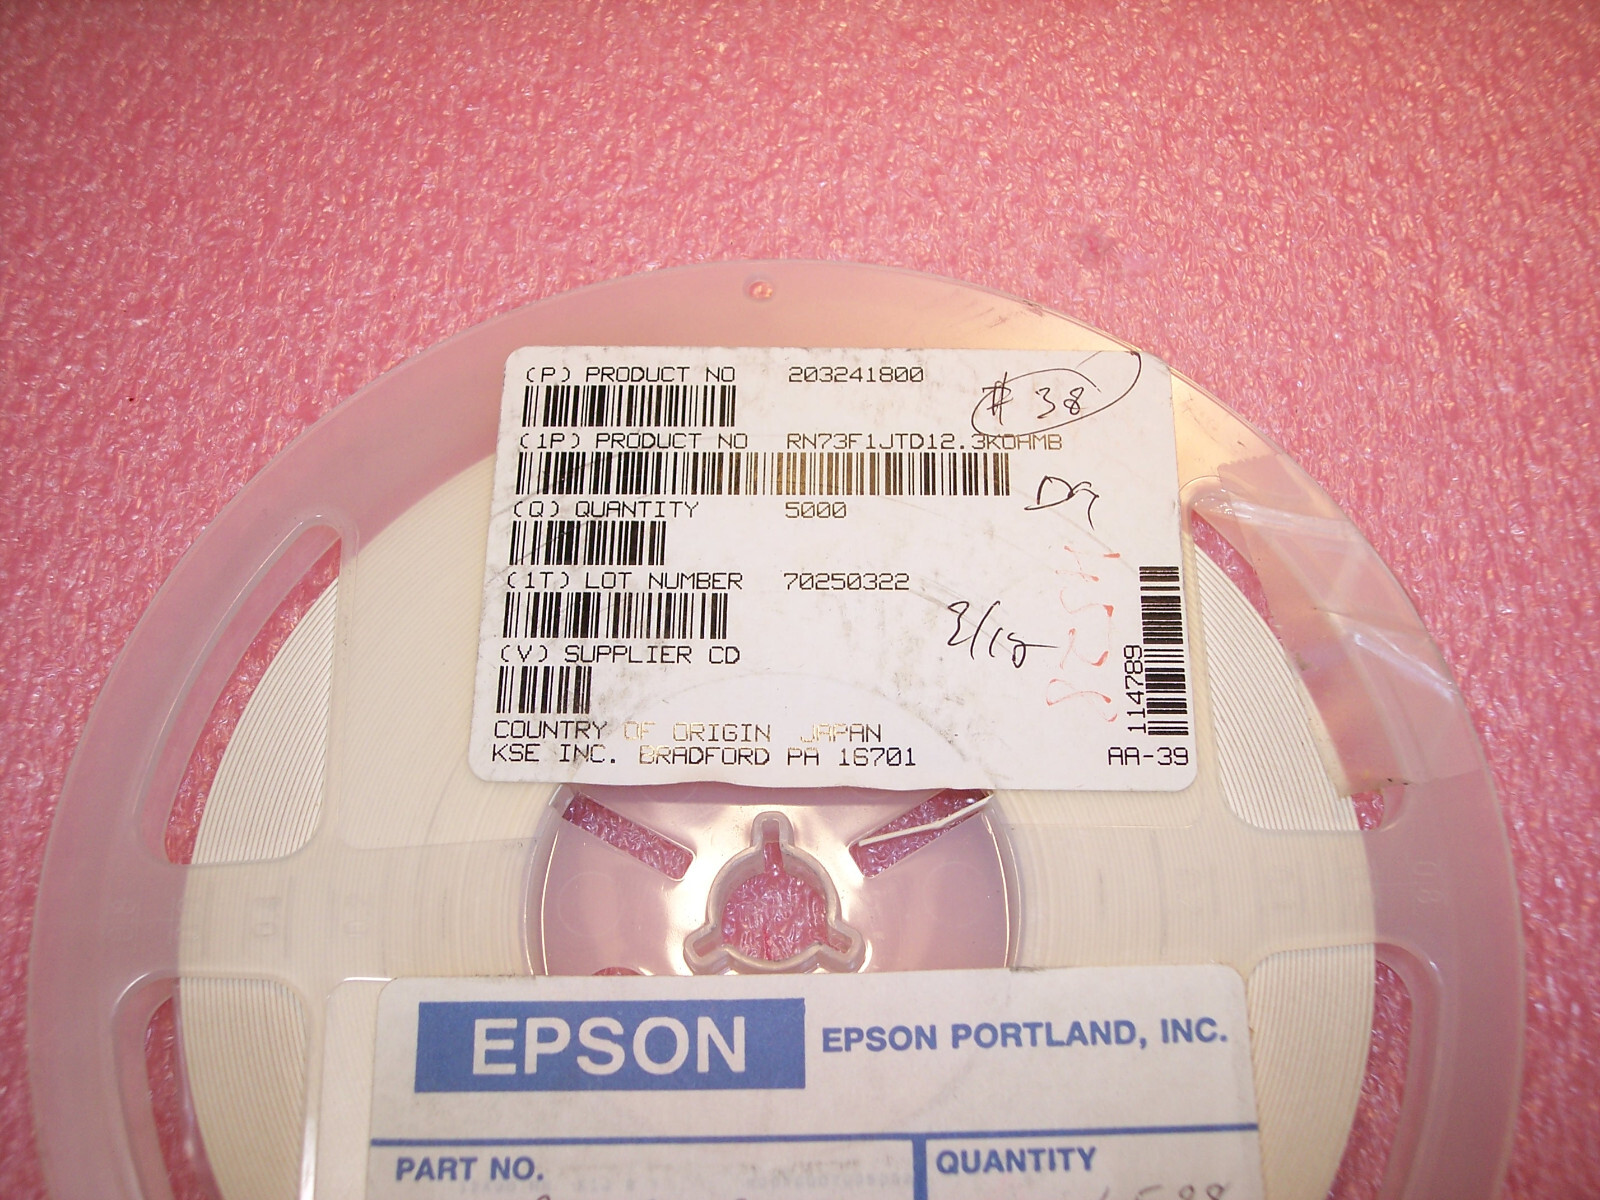 (P) PRODUCT NO 203241800
# 38
(1P) PRODUCT NO RN73F1JTD12.3KOHMB
(Q) QUANTITY 5000
(1T) LOT NUMBER 70250322
(V) SUPPLIER CD
COUNTRY OF ORIGIN JAPAN
KSE INC. BRADFORD PA 16701
114789
AA-39
EPSON
EPSON PORTLAND, INC.
PART NO.
QUANTITY